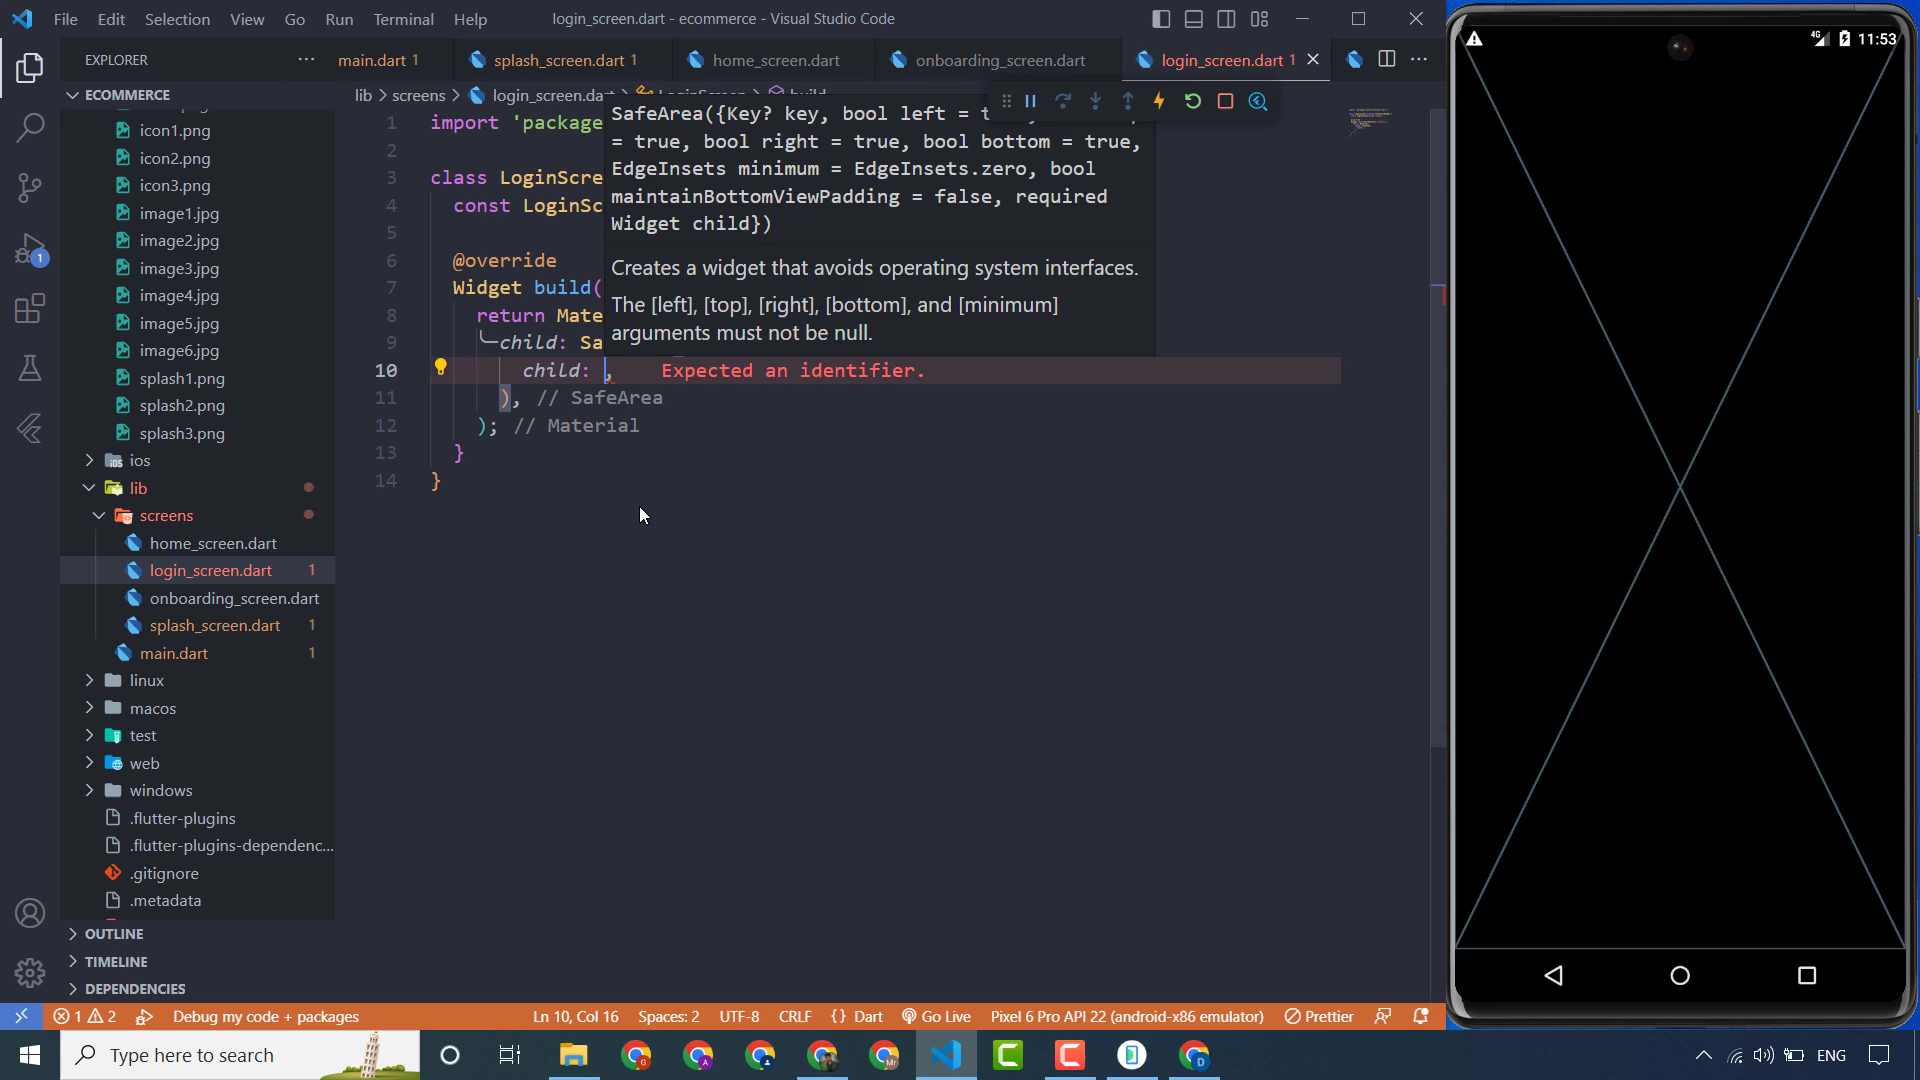 File Edit Selection View Go Run Terminal Help
login_screen.dart - ecommerce - Visual Studio Code
EXPLORER
main.dart 1
splash_screen.dart 1
home_screen.dart
onboarding_screen.dart
login_screen.dart 1
ECOMMERCE
lib > screens > login_screen.dart
icon1.png
icon2.png
icon3.png
image1.jpg
image2.jpg
image3.jpg
image4.jpg
image5.jpg
image6.jpg
splash1.png
splash2.png
splash3.png
ios
lib
screens
home_screen.dart
login_screen.dart 1
onboarding_screen.dart
splash_screen.dart 1
main.dart 1
linux
macos
test
web
windows
.flutter-plugins
.flutter-plugins-dependenc...
.gitignore
.metadata
OUTLINE
TIMELINE
DEPENDENCIES
1 import 'package
2
3 class LoginScre
4 const LoginSc
5
6 @override
7 Widget build(
8 return Mate
9 child: Sa
10 child: , Expected an identifier.
11 ), // SafeArea
12 ); // Material
13 }
14 }
SafeArea({Key? key, bool left = t
= true, bool right = true, bool bottom = true,
EdgeInsets minimum = EdgeInsets.zero, bool
maintainBottomViewPadding = false, required
Widget child})
Creates a widget that avoids operating system interfaces.
The [left], [top], [right], [bottom], and [minimum]
arguments must not be null.
1
4G 11:53
1 2 Debug my code + packages
Ln 10, Col 16 Spaces: 2 UTF-8 CRLF {} Dart Go Live Pixel 6 Pro API 22 (android-x86 emulator) Prettier
Type here to search
ENG